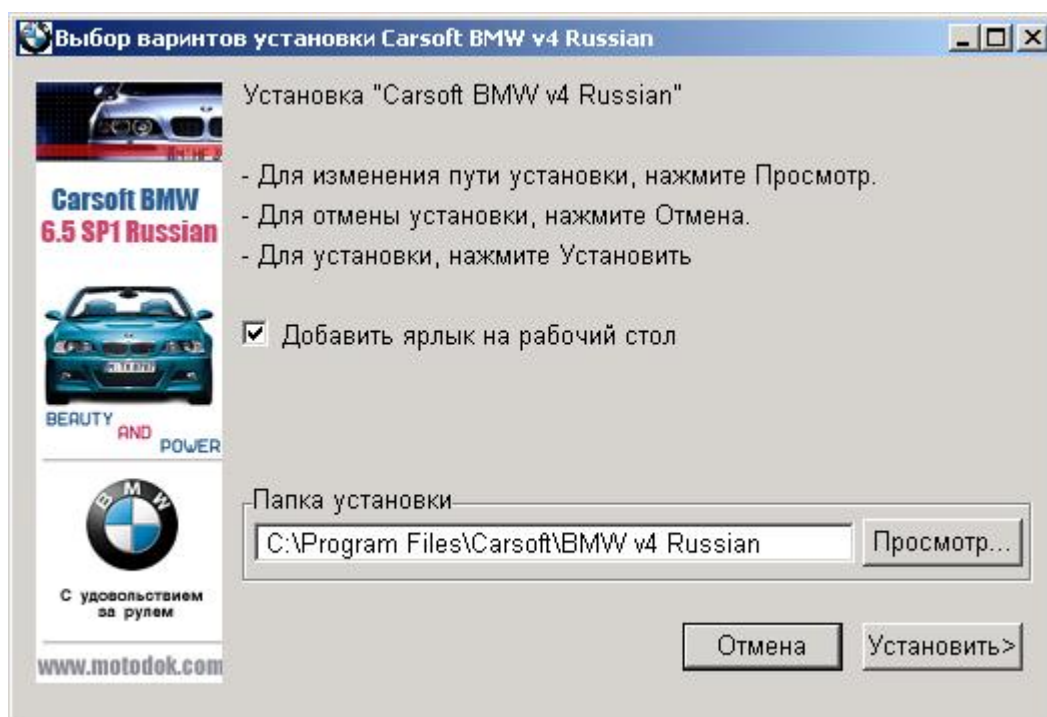 Выбор варинтов установки Carsoft BMW v4 Russian
Установка "Carsoft BMW v4 Russian"
- Для изменения пути установки, нажмите Просмотр.
- Для отмены установки, нажмите Отмена.
- Для установки, нажмите Установить
Добавить ярлык на рабочий стол
Carsoft BMW
6.5 SP1 Russian
BEAUTY
AND
POWER
BMW
С удовольствием
за рулем
www.motodok.com
Папка установки
C:\Program Files\Carsoft\BMW v4 Russian
Просмотр...
Отмена
Установить>